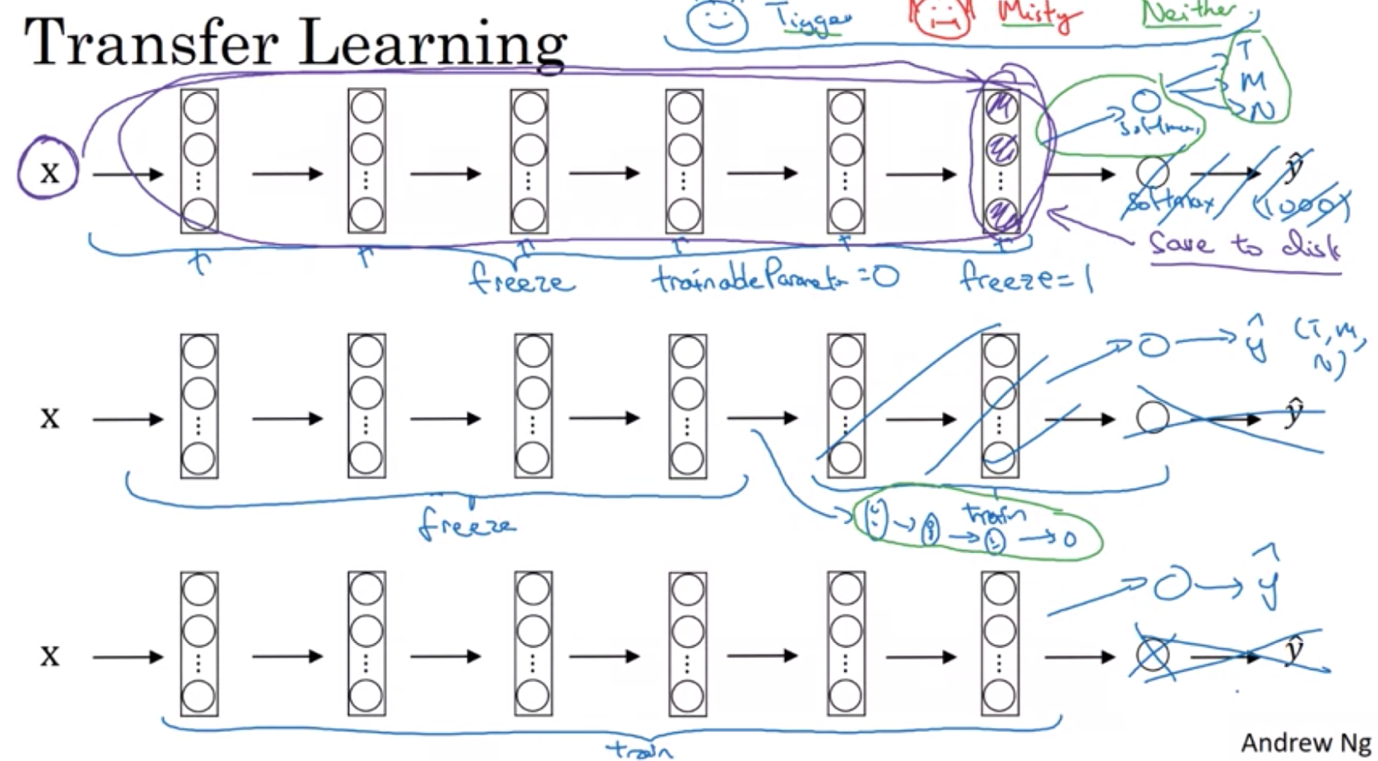 Tigger Misty Neither
Transfer Learning
T
M
N
x
softmax
ŷ
softmax (1000)
save to disk
freeze trainableParameter=0 freeze=1
ŷ (T,M,
N)
x
ŷ
train
freeze
ŷ
x
ŷ
train
Andrew Ng